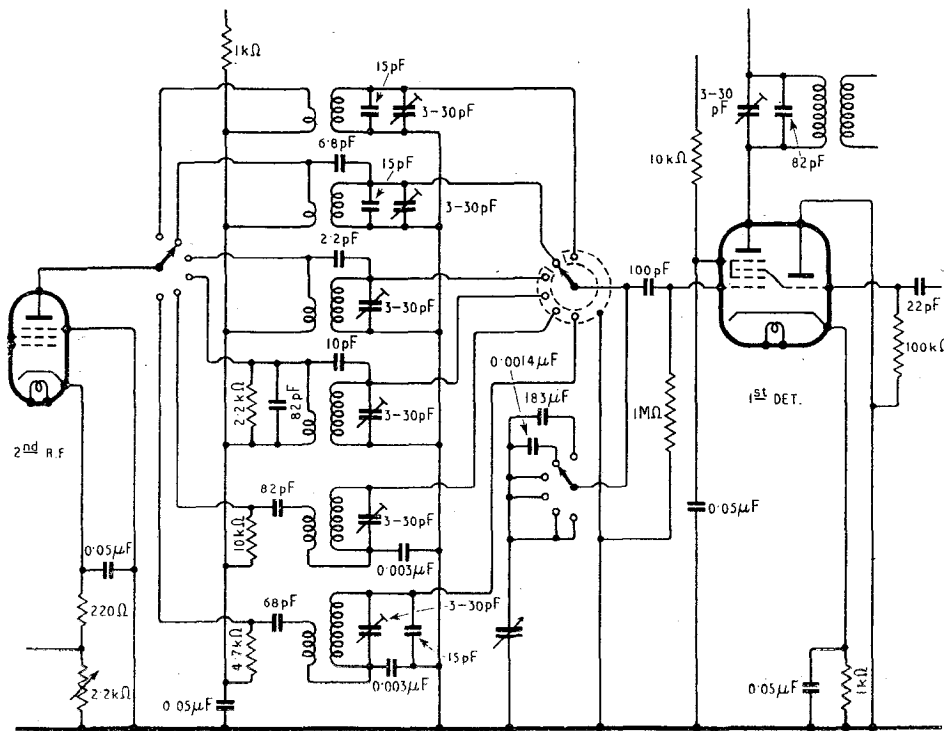 1kΩ
15pF
3-30pF
6.8pF
15pF
3-30pF
2.2pF
3-30pF
10pF
2.2kΩ
82pF
3-30pF
82pF
10kΩ
3-30pF
0.003μF
68pF
4.7kΩ
3-30pF
15pF
0.003μF
0.05μF
2nd R.F
0.05μF
220Ω
2.2kΩ
100pF
0.0014μF
183μF
1MΩ
3-30
pF
82pF
10kΩ
1st DET.
22pF
100kΩ
0.05μF
0.05μF
1kΩ